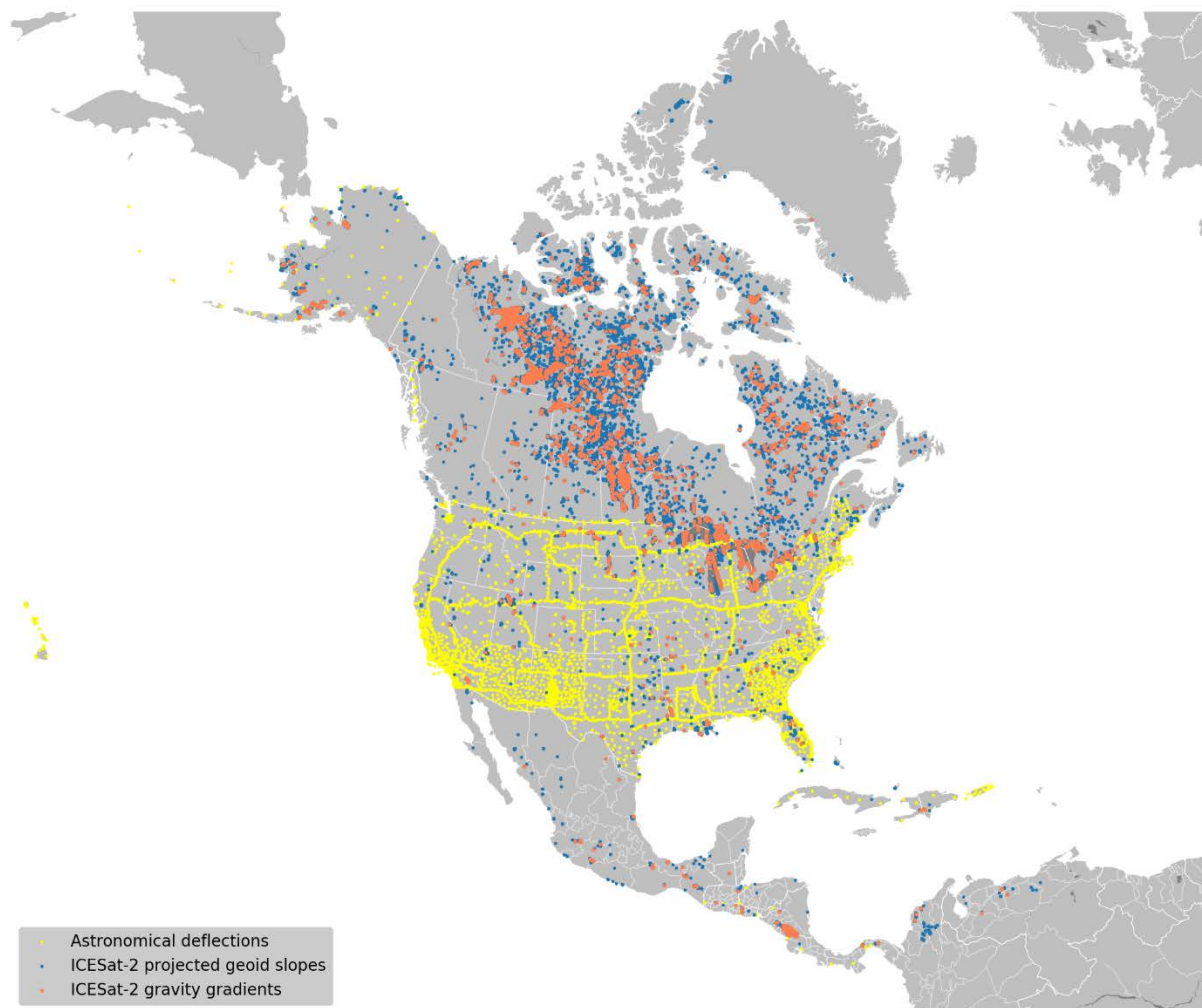 Astronomical deflections
ICESat-2 projected geoid slopes
ICESat-2 gravity gradients